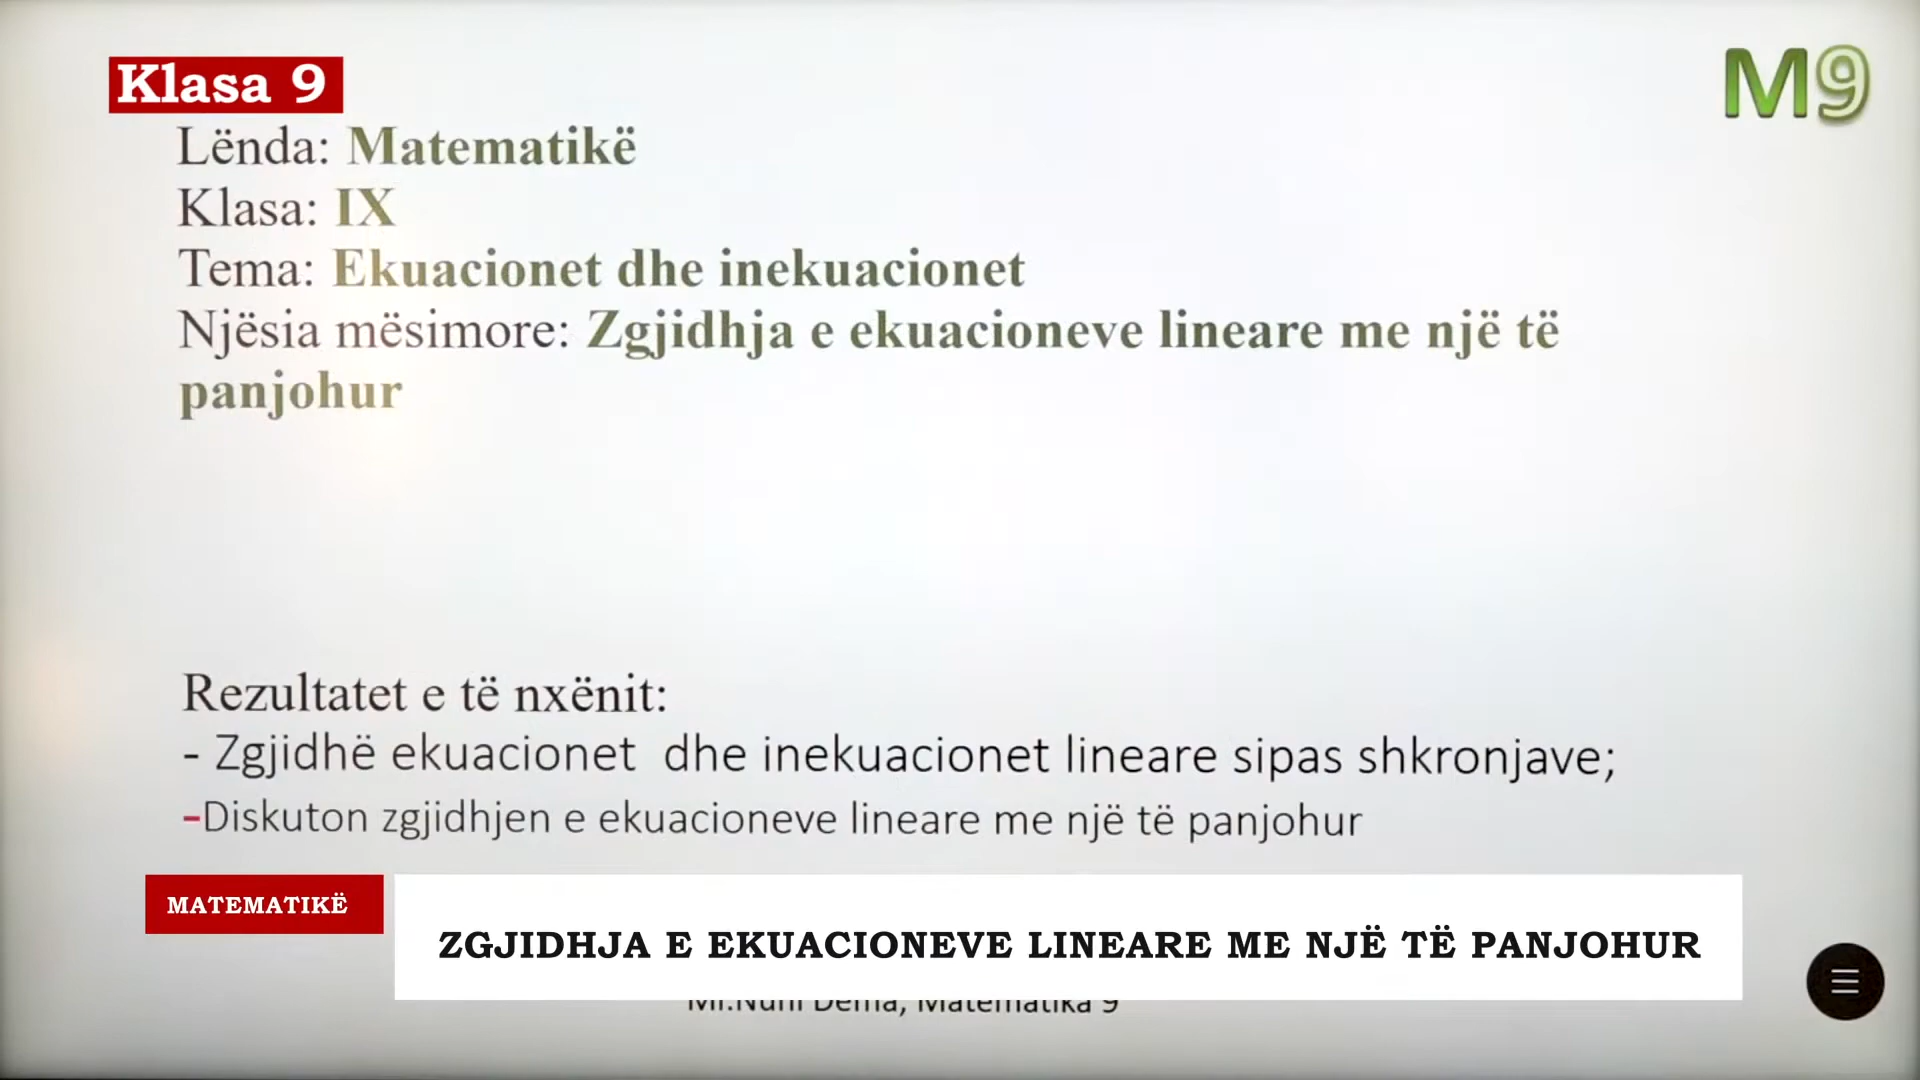 Klasa 9
M9
Lënda: Matematikë
Klasa: IX
Tema: Ekuacionet dhe inekuacionet
Njësia mësimore: Zgjidhja e ekuacioneve lineare me një të
panjohur
Rezultatet e të nxënit:
- Zgjidhë ekuacionet dhe inekuacionet lineare sipas shkronjave;
-Diskuton zgjidhjen e ekuacioneve lineare me një të panjohur
MATEMATIKË
ZGJIDHJA E EKUACIONEVE LINEARE ME NJË TË PANJOHUR
Matematika 9